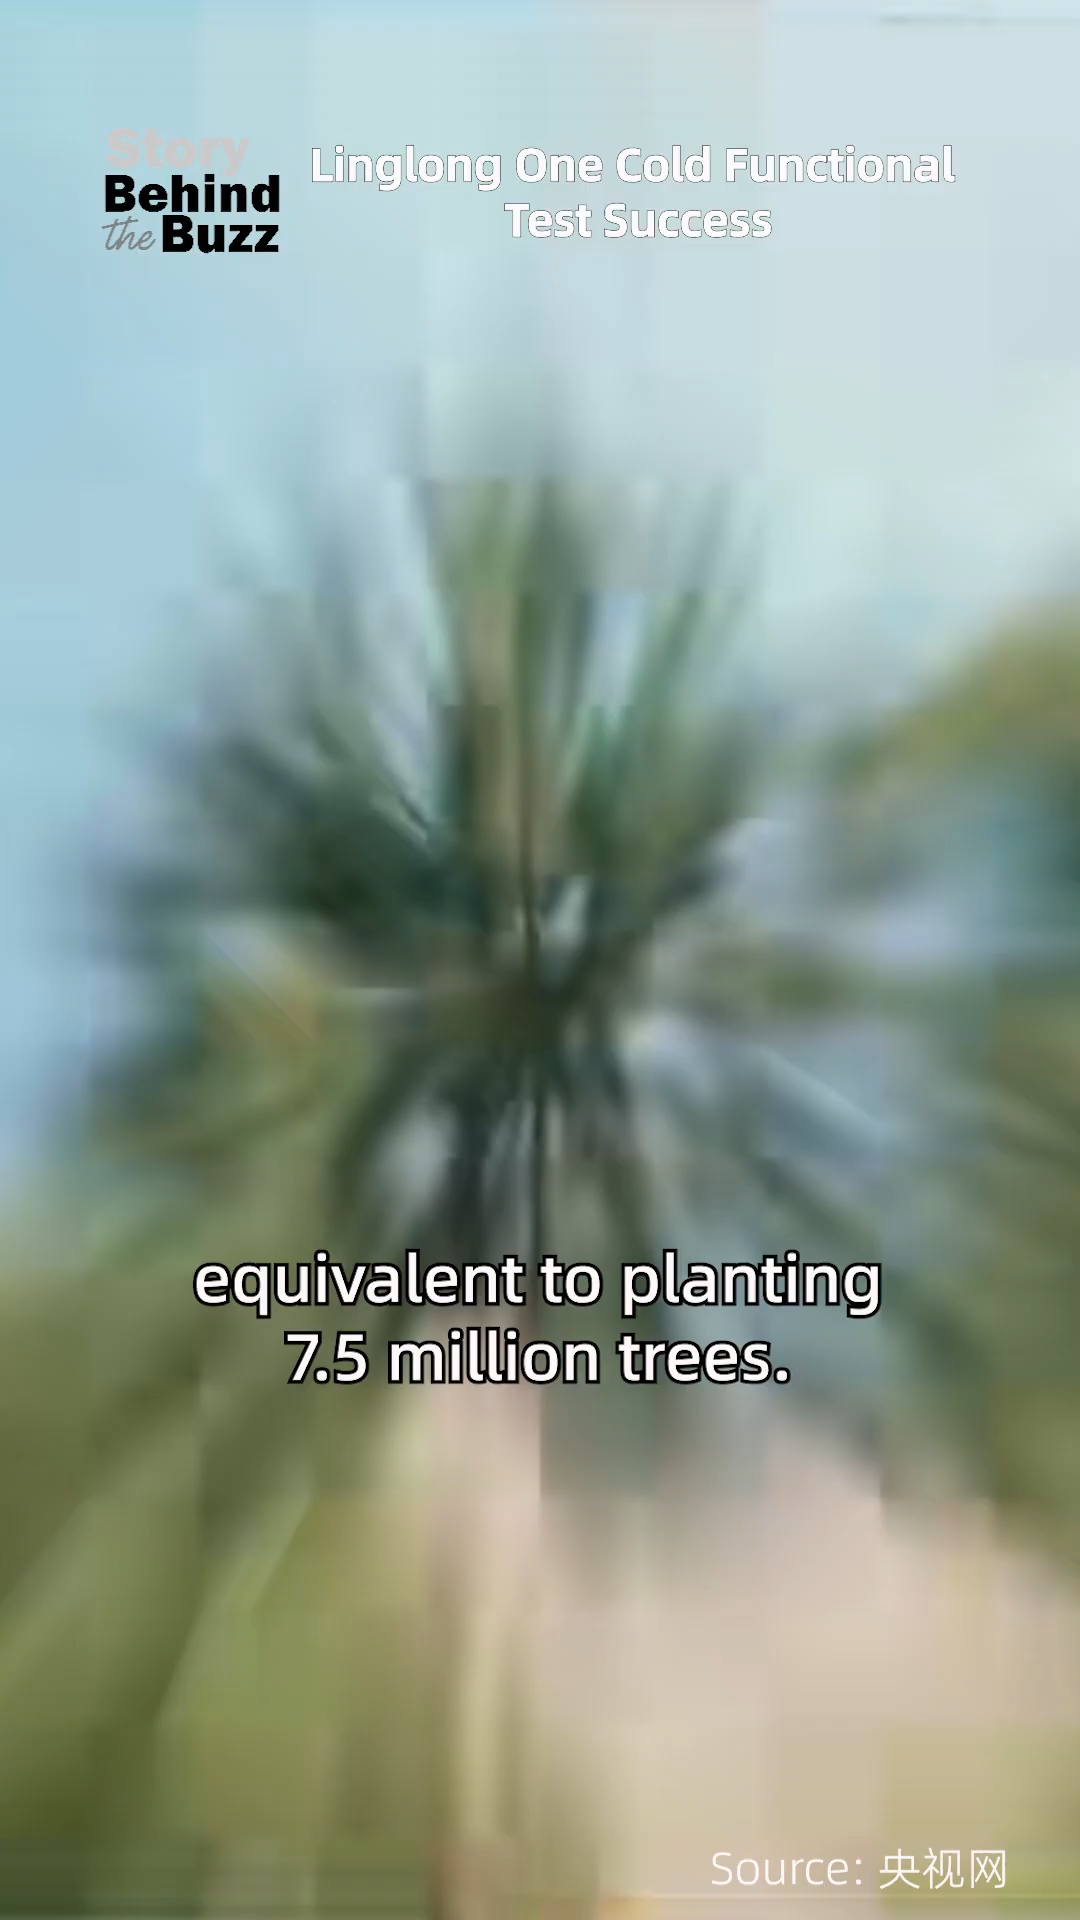 Story
Behind
the Buzz
Linglong One Cold Functional
Test Success
equivalent to planting
7.5 million trees.
Source: 央视网